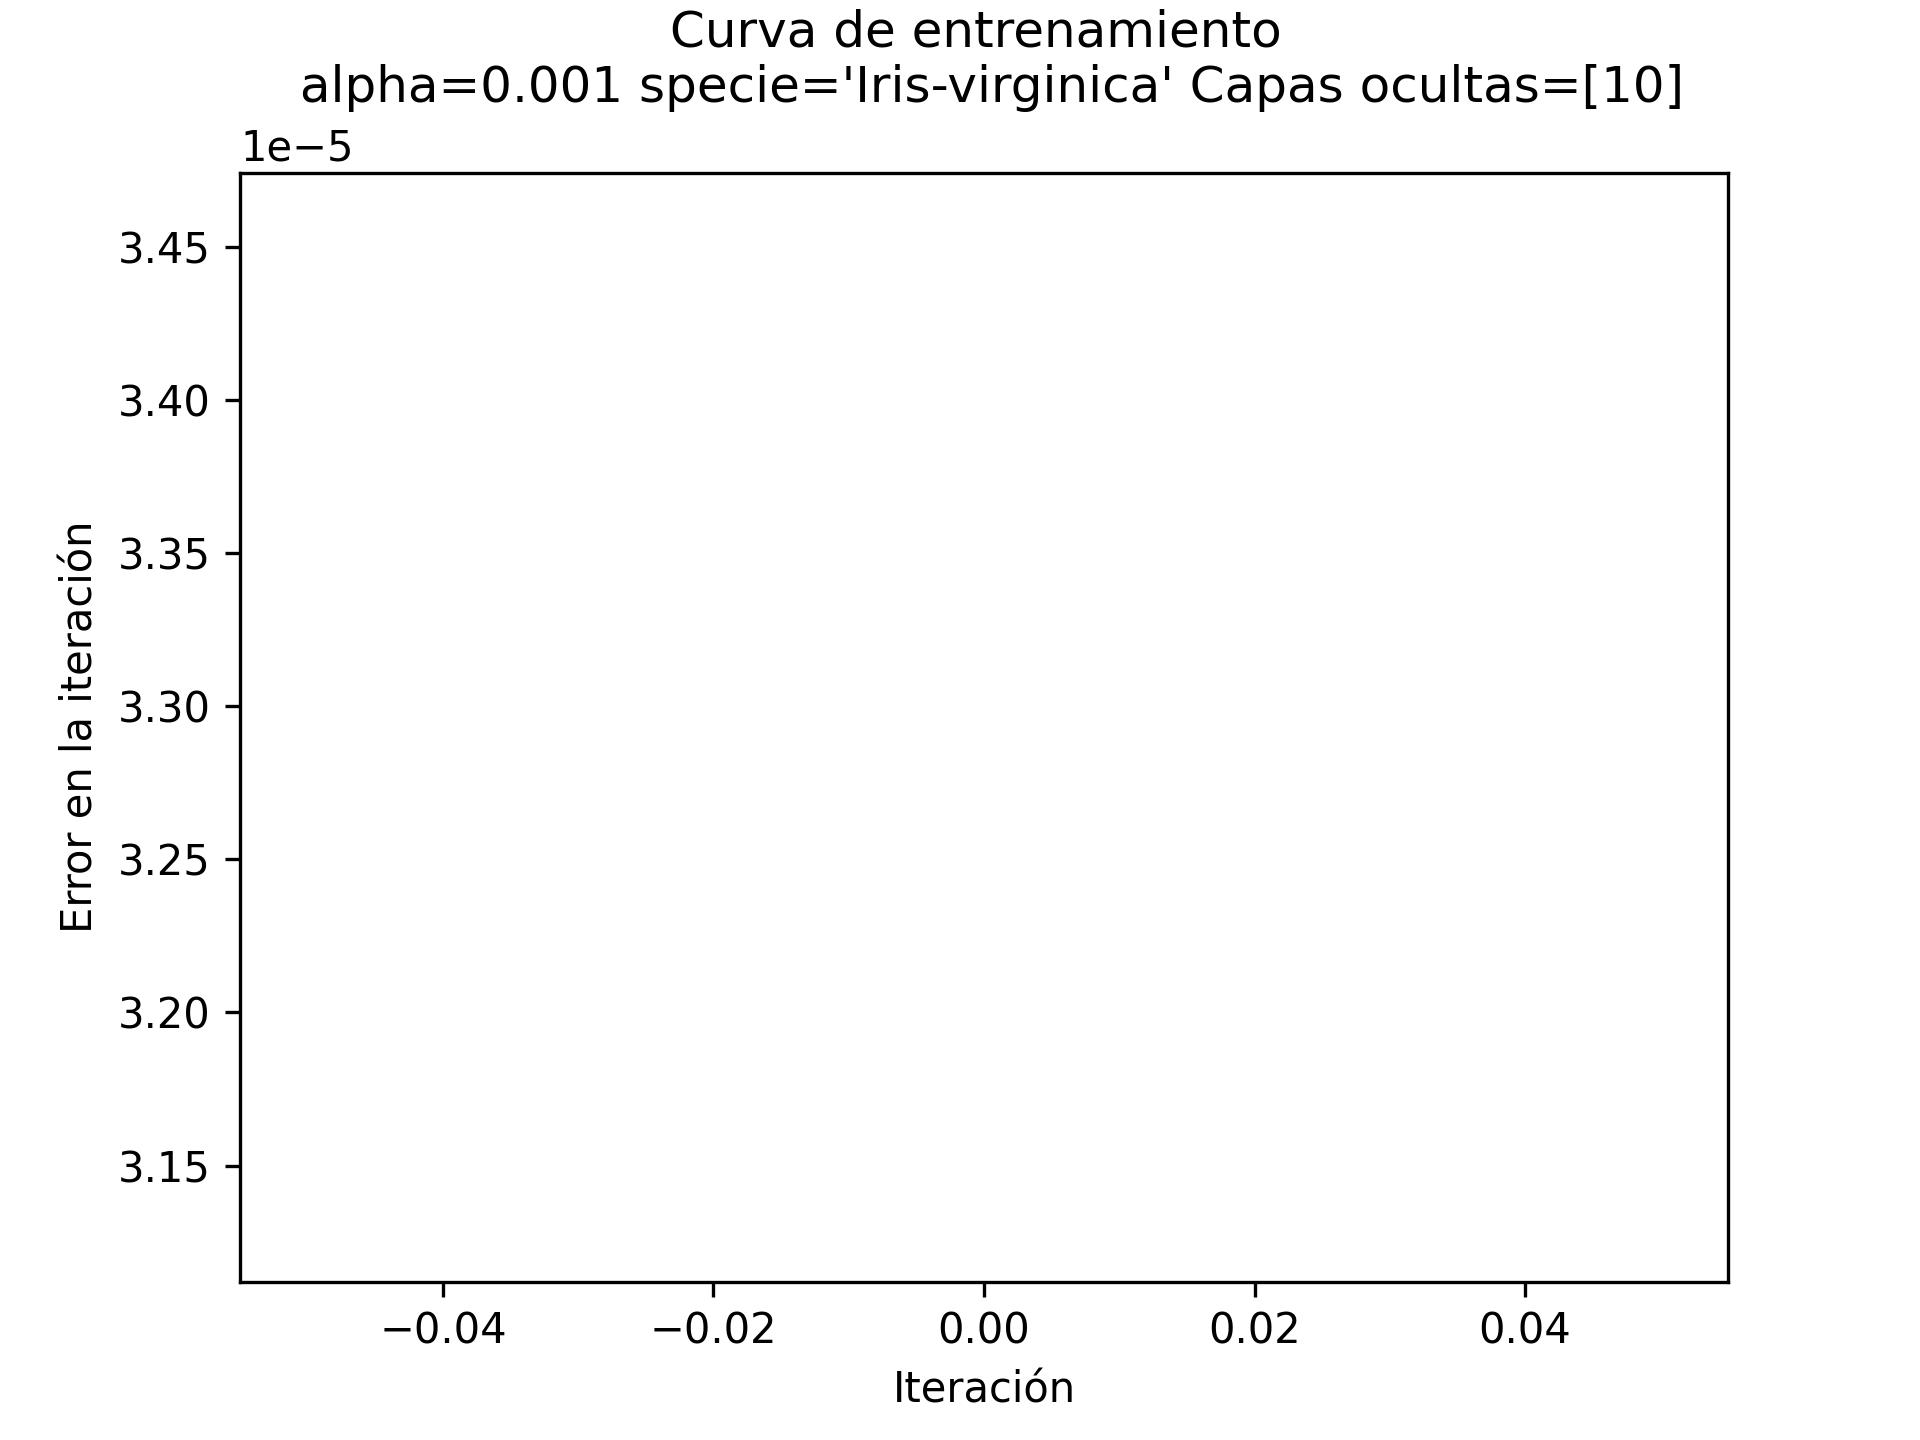 Curva de entrenamiento
alpha=0.001 specie='Iris-virginica' Capas ocultas=[10]
1e−5
3.45
3.40
3.35
3.30
3.25
3.20
3.15
Error en la iteración
−0.04
−0.02
0.00
0.02
0.04
Iteración